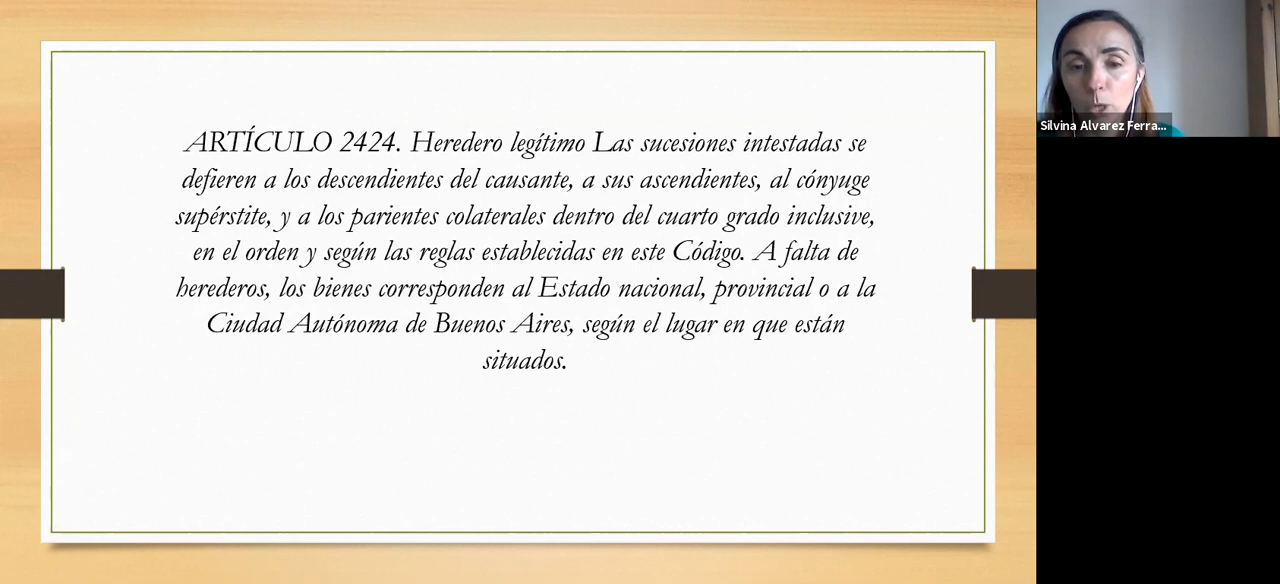 ARTÍCULO 2424. Heredero legítimo Las sucesiones intestadas se
defieren a los descendientes del causante, a sus ascendientes, al cónyuge
supérstite, y a los parientes colaterales dentro del cuarto grado inclusive,
en el orden y según las reglas establecidas en este Código. A falta de
herederos, los bienes corresponden al Estado nacional, provincial o a la
Ciudad Autónoma de Buenos Aires, según el lugar en que están
situados.
Silvina Alvarez Ferra...